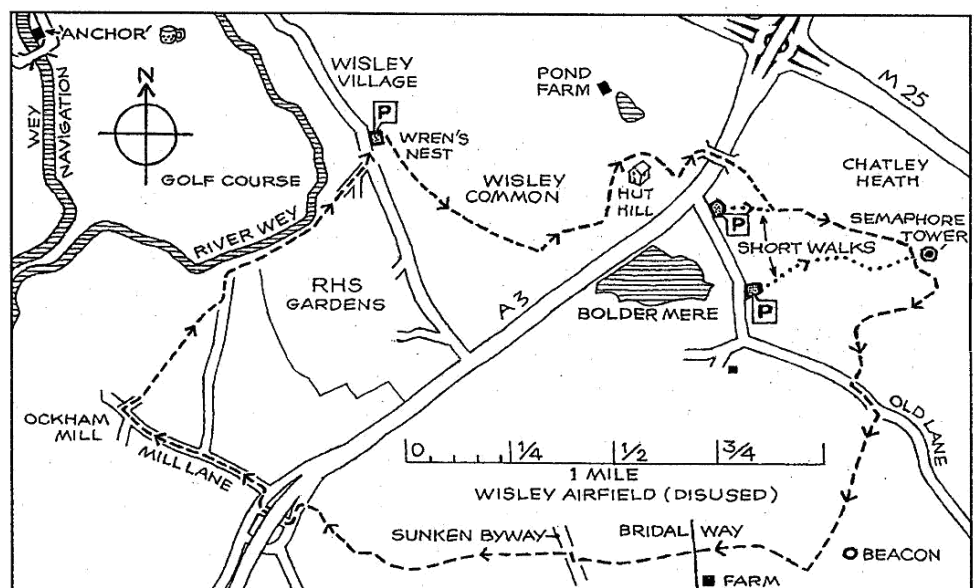 'ANCHOR'
WISLEY
VILLAGE
N
P
POND
FARM
M 25
WEY
NAVIGATION
WREN'S
NEST
GOLF COURSE
WISLEY
COMMON
HUT
HILL
CHATLEY
HEATH
RIVER WEY
P
SEMAPHORE
TOWER
SHORT WALKS
RHS
GARDENS
A3
BOLDER MERE
P
OCKHAM
MILL
MILL LANE
OLD LANE
0 1/4 1/2 3/4
1 MILE
WISLEY AIRFIELD (DISUSED)
SUNKEN BYWAY
BRIDAL WAY
BEACON
FARM